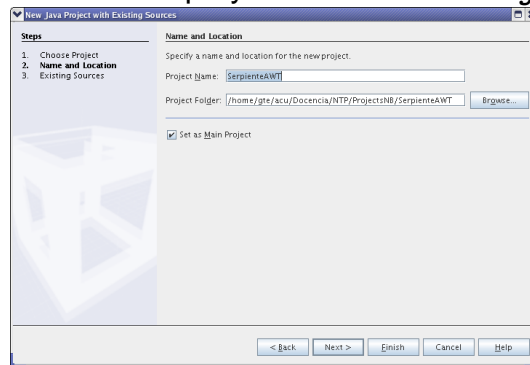 New Java Project with Existing Sources
Steps
1. Choose Project
2. Name and Location
3. Existing Sources
Name and Location
Specify a name and location for the new project.
Project Name: SerpienteAWT
Project Folder: /home/gte/acu/Docencia/NTP/ProjectsNB/SerpienteAWT Browse...
Set as Main Project
< Back Next > Finish Cancel Help